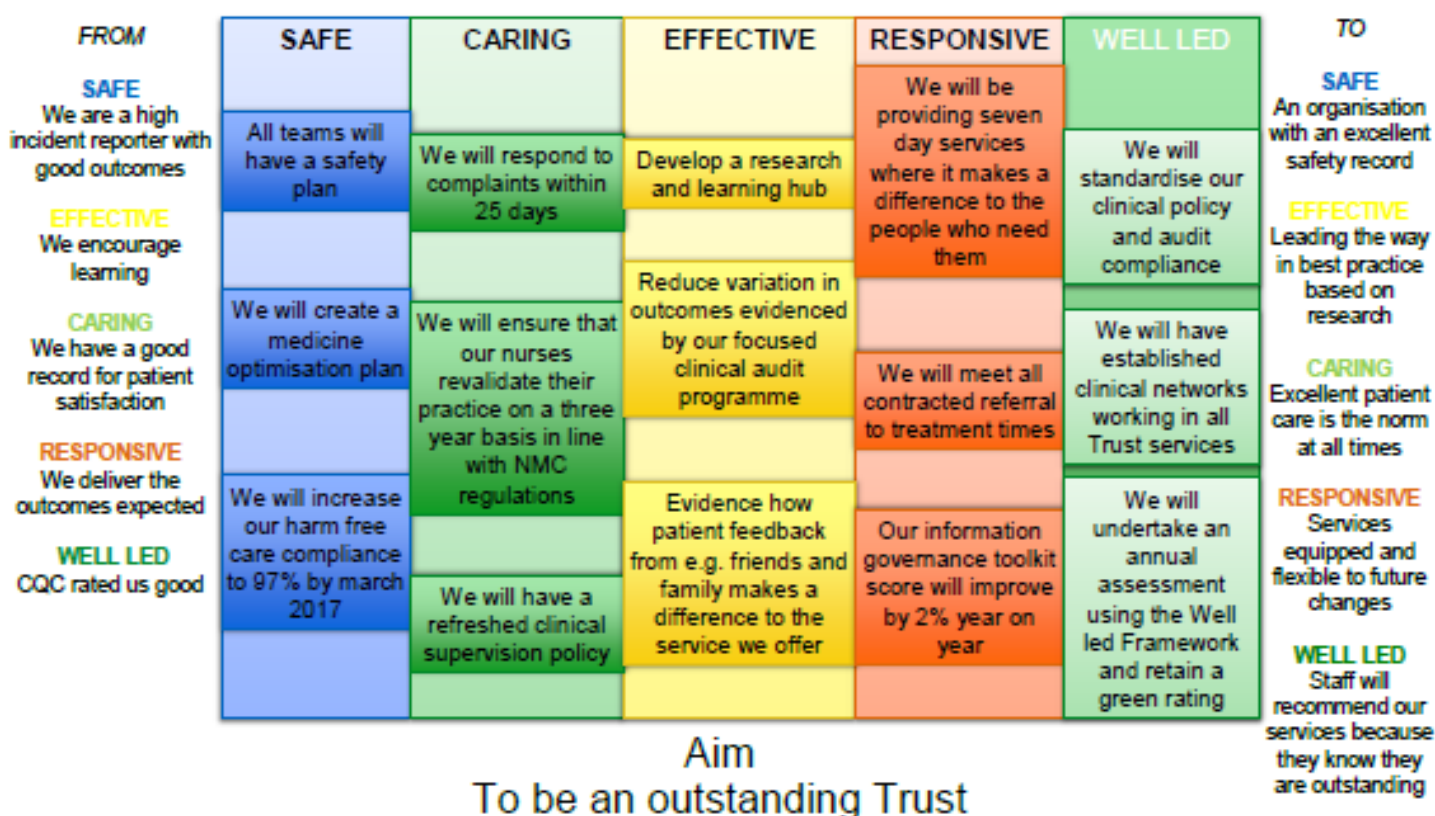 FROM
SAFE
We are a high
incident reporter with
good outcomes
EFFECTIVE
We encourage
learning
CARING
We have a good
record for patient
satisfaction
RESPONSIVE
We deliver the
outcomes expected
WELL LED
CQC rated us good
SAFE
All teams will
have a safety
plan
We will create a
medicine
optimisation plan
We will increase
our harm free
care compliance
to 97% by march
2017
CARING
We will respond to
complaints within
25 days
We will ensure that
our nurses
revalidate their
practice on a three
year basis in line
with NMC
regulations
We will have a
refreshed clinical
supervision policy
EFFECTIVE
Develop a research
and learning hub
Reduce variation in
outcomes evidenced
by our focused
clinical audit
programme
Evidence how
patient feedback
from e.g. friends and
family makes a
difference to the
service we offer
RESPONSIVE
We will be
providing seven
day services
where it makes a
difference to the
people who need
them
We will meet all
contracted referral
to treatment times
Our information
governance toolkit
score will improve
by 2% year on
year
WELL LED
We will
standardise our
clinical policy
and audit
compliance
We will have
established
clinical networks
working in all
Trust services
We will
undertake an
annual
assessment
using the Well
led Framework
and retain a
green rating
TO
SAFE
An organisation
with an excellent
safety record
EFFECTIVE
Leading the way
in best practice
based on
research
CARING
Excellent patient
care is the norm
at all times
RESPONSIVE
Services
equipped and
flexible to future
changes
WELL LED
Staff will
recommend our
services because
they know they
are outstanding
Aim
To be an outstanding Trust